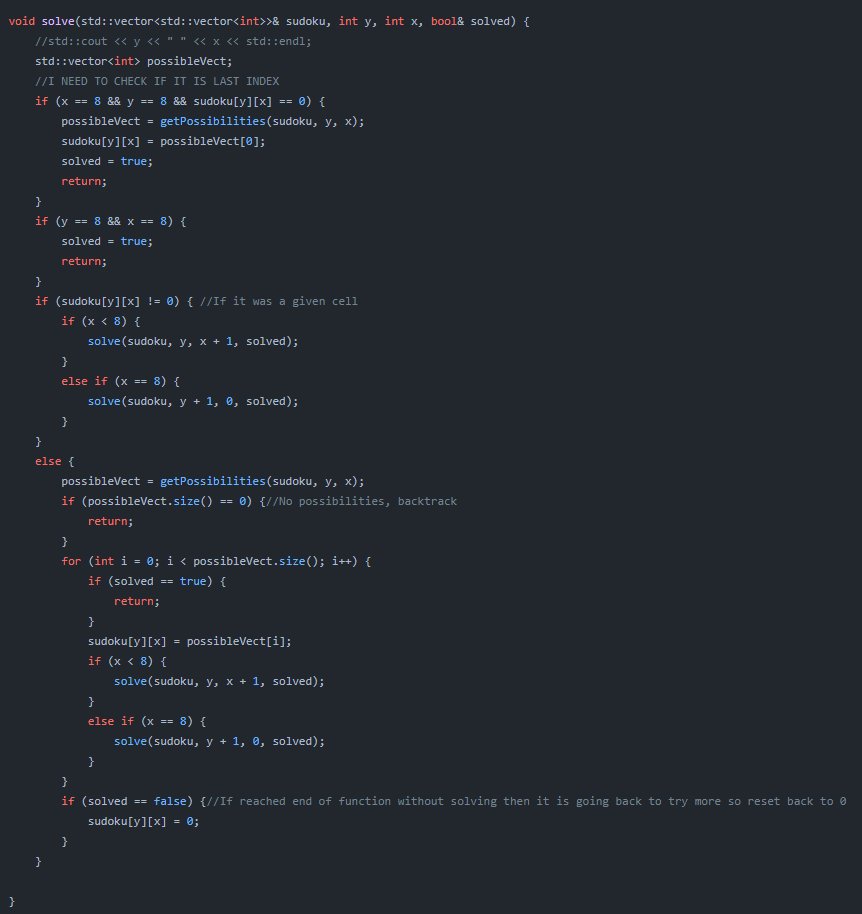 void solve(std::vector<std::vector<int>>& sudoku, int y, int x, bool& solved) {
    //std::cout << y << " " << x << std::endl;
    std::vector<int> possibleVect;
    //I NEED TO CHECK IF IT IS LAST INDEX
    if (x == 8 && y == 8 && sudoku[y][x] == 0) {
        possibleVect = getPossibilities(sudoku, y, x);
        sudoku[y][x] = possibleVect[0];
        solved = true;
        return;
    }
    if (y == 8 && x == 8) {
        solved = true;
        return;
    }
    if (sudoku[y][x] != 0) { //If it was a given cell
        if (x < 8) {
            solve(sudoku, y, x + 1, solved);
        }
        else if (x == 8) {
            solve(sudoku, y + 1, 0, solved);
        }
    }
    else {
        possibleVect = getPossibilities(sudoku, y, x);
        if (possibleVect.size() == 0) {//No possibilities, backtrack
            return;
        }
        for (int i = 0; i < possibleVect.size(); i++) {
            if (solved == true) {
                return;
            }
            sudoku[y][x] = possibleVect[i];
            if (x < 8) {
                solve(sudoku, y, x + 1, solved);
            }
            else if (x == 8) {
                solve(sudoku, y + 1, 0, solved);
            }
        }
        if (solved == false) {//If reached end of function without solving then it is going back to try more so reset back to 0
            sudoku[y][x] = 0;
        }
    }

}